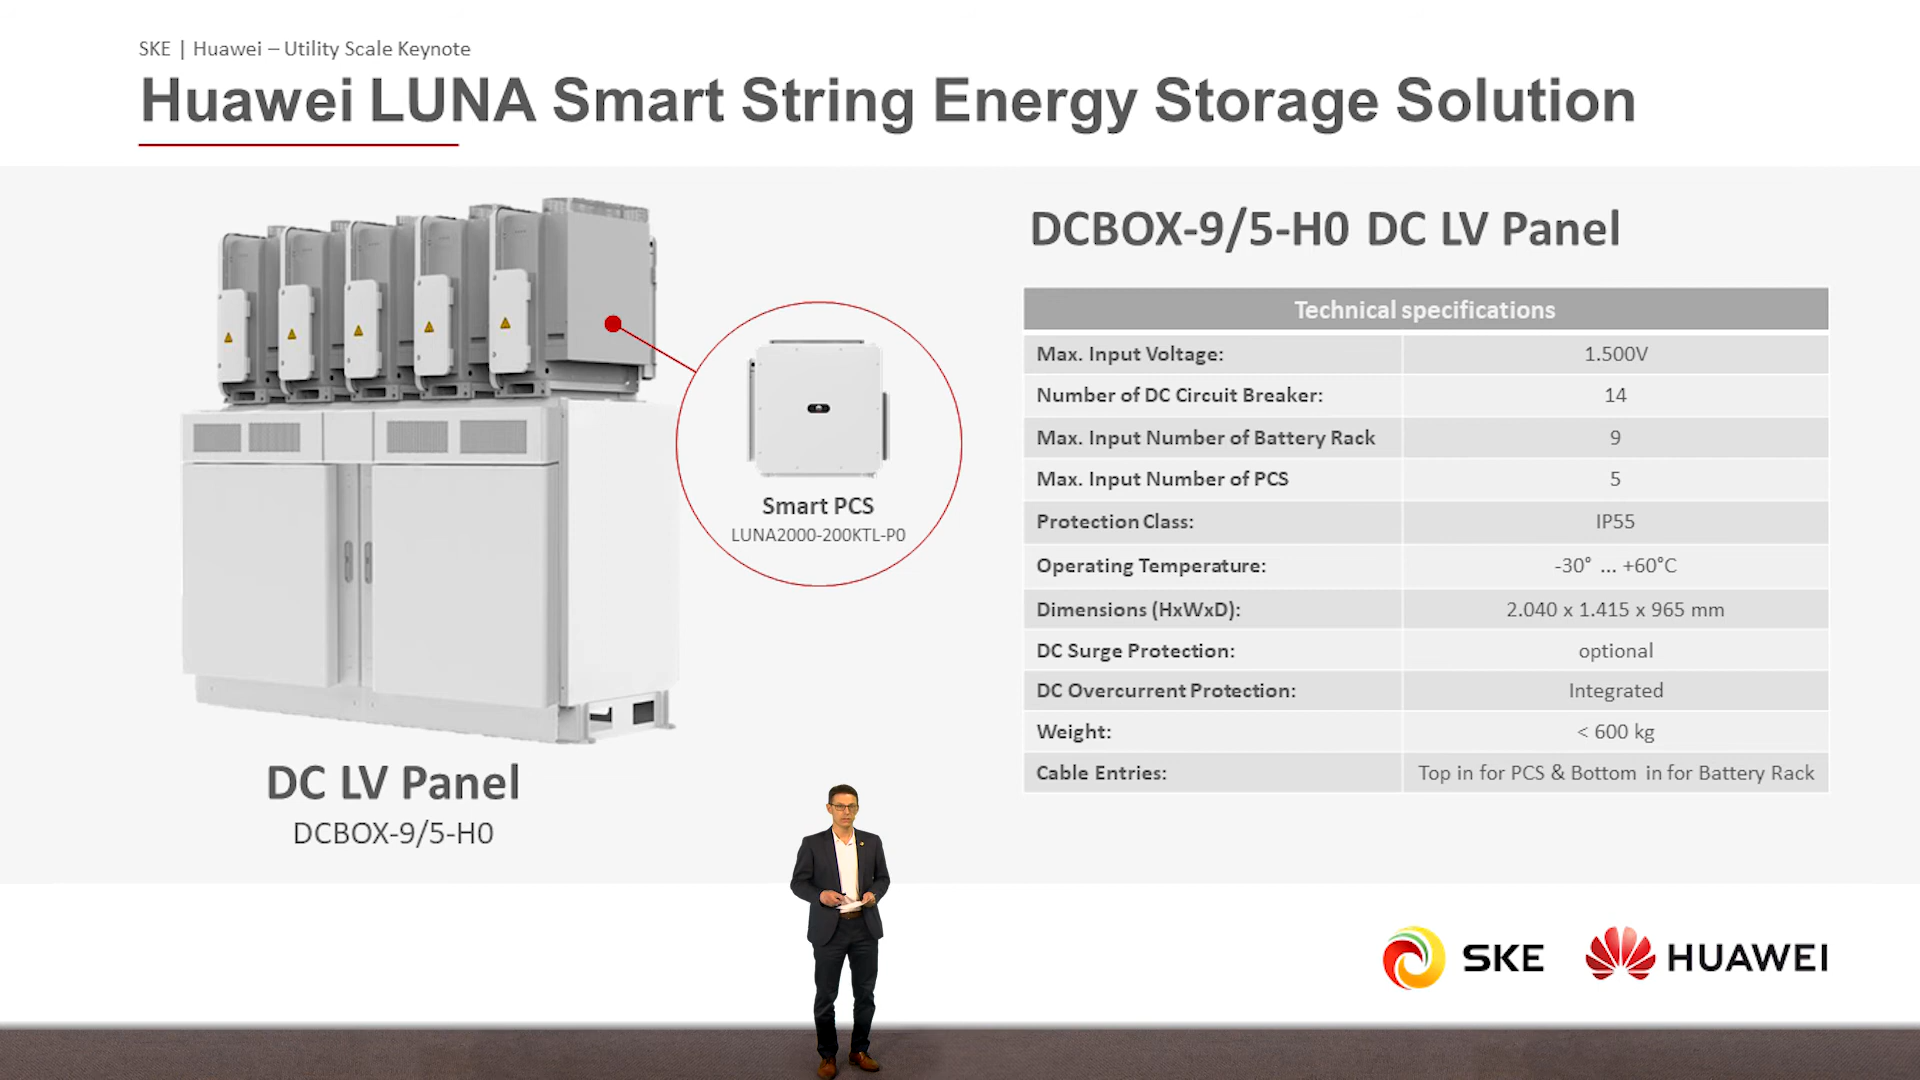 SKE | Huawei – Utility Scale Keynote
Huawei LUNA Smart String Energy Storage Solution
DCBOX-9/5-H0 DC LV Panel
Technical specifications
Max. Input Voltage: 1.500V
Number of DC Circuit Breaker: 14
Max. Input Number of Battery Rack 9
Max. Input Number of PCS 5
Protection Class: IP55
Operating Temperature: -30° ... +60°C
Dimensions (HxWxD): 2.040 x 1.415 x 965 mm
DC Surge Protection: optional
DC Overcurrent Protection: Integrated
Weight: < 600 kg
Cable Entries: Top in for PCS & Bottom in for Battery Rack
Smart PCS
LUNA2000-200KTL-P0
DC LV Panel
DCBOX-9/5-H0
SKE
HUAWEI